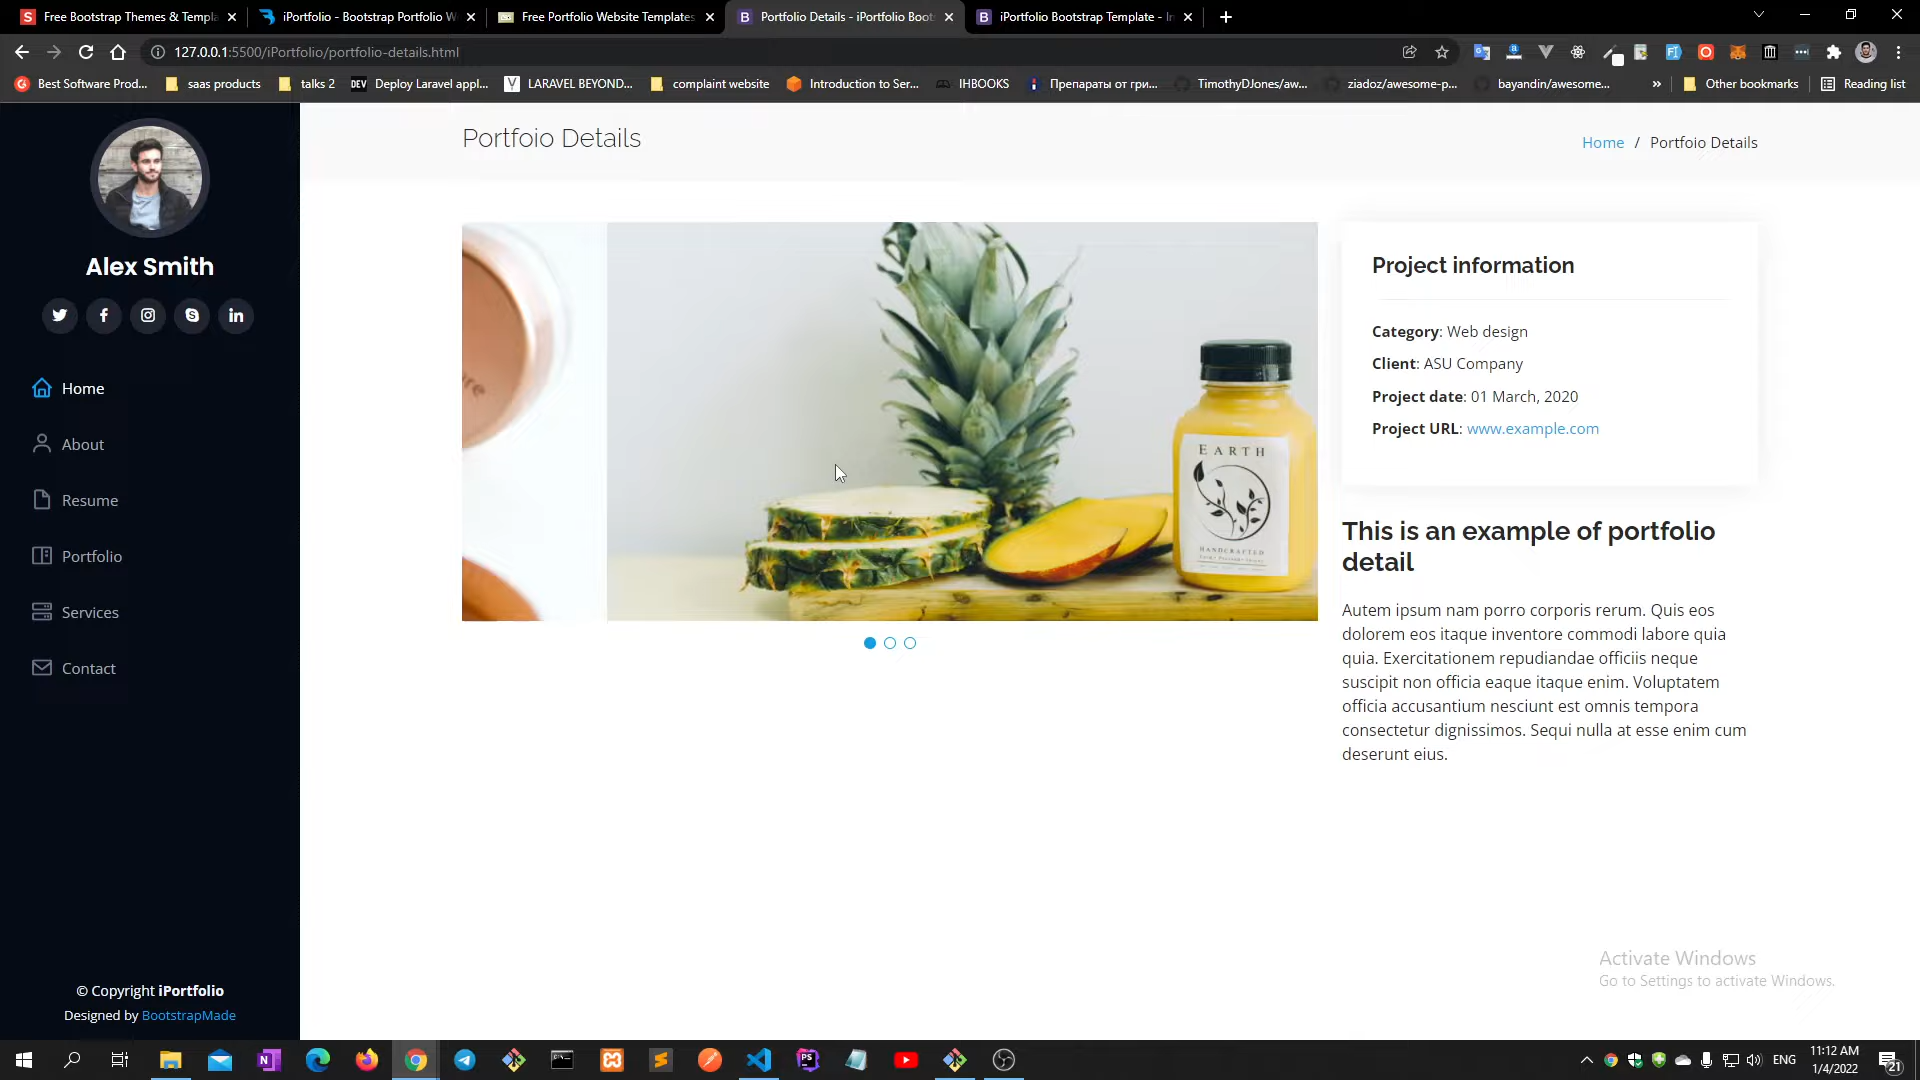 Free Bootstrap Themes & Templa
iPortfolio - Bootstrap Portfolio W
Free Portfolio Website Templates
Portfolio Details - iPortfolio Boots
iPortfolio Bootstrap Template - In
127.0.0.1:5500/iPortfolio/portfolio-details.html
Best Software Prod...
saas products
talks 2
DEV
Deploy Laravel appl...
LARAVEL BEYOND...
complaint website
Introduction to Ser...
IHBOOKS
Препараты от гри...
TimothyDJones/aw...
ziadoz/awesome-p...
bayandin/awesome...
»
Other bookmarks
Reading list
Alex Smith
Home
About
Resume
Portfolio
Services
Contact
© Copyright iPortfolio
Designed by BootstrapMade
Portfoio Details
Home / Portfoio Details
EARTH
HANDCRAFTED
Project information
Category: Web design
Client: ASU Company
Project date: 01 March, 2020
Project URL: www.example.com
This is an example of portfolio
detail
Autem ipsum nam porro corporis rerum. Quis eos
dolorem eos itaque inventore commodi labore quia
quia. Exercitationem repudiandae officiis neque
suscipit non officia eaque itaque enim. Voluptatem
officia accusantium nesciunt est omnis tempora
consectetur dignissimos. Sequi nulla at esse enim cum
deserunt eius.
Activate Windows
Go to Settings to activate Windows.
ENG
11:12 AM
1/4/2022
21